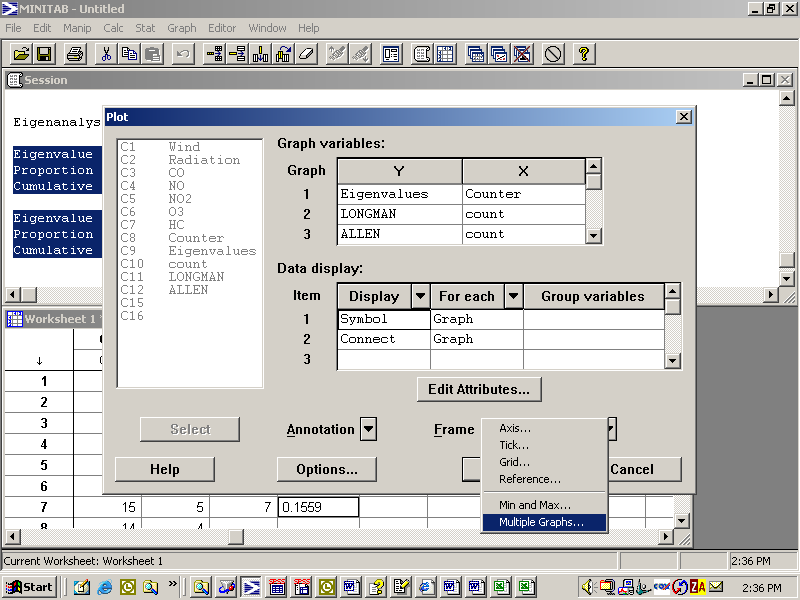 MINITAB - Untitled
File Edit Manip Calc Stat Graph Editor Window Help
Session
Eigenanalys
Eigenvalue
Proportion
Cumulative
Eigenvalue
Proportion
Cumulative
Plot
C1 Wind
C2 Radiation
C3 CO
C4 NO
C5 NO2
C6 O3
C7 HC
C8 Counter
C9 Eigenvalues
C10 count
C11 LONGMAN
C12 ALLEN
C15
C16
Graph variables:
Graph Y X
1 Eigenvalues Counter
2 LONGMAN count
3 ALLEN count
Data display:
Item Display For each Group variables
1 Symbol Graph
2 Connect Graph
3
Edit Attributes...
Select Annotation Frame
Help Options... Cancel
Axis...
Tick...
Grid...
Reference...
Min and Max...
Multiple Graphs...
Worksheet 1
↓
1
2
3
4
5
6
7 15 5 7 0.1559
8 14 4
Current Worksheet: Worksheet 1 2:36 PM
Start » 2:36 PM